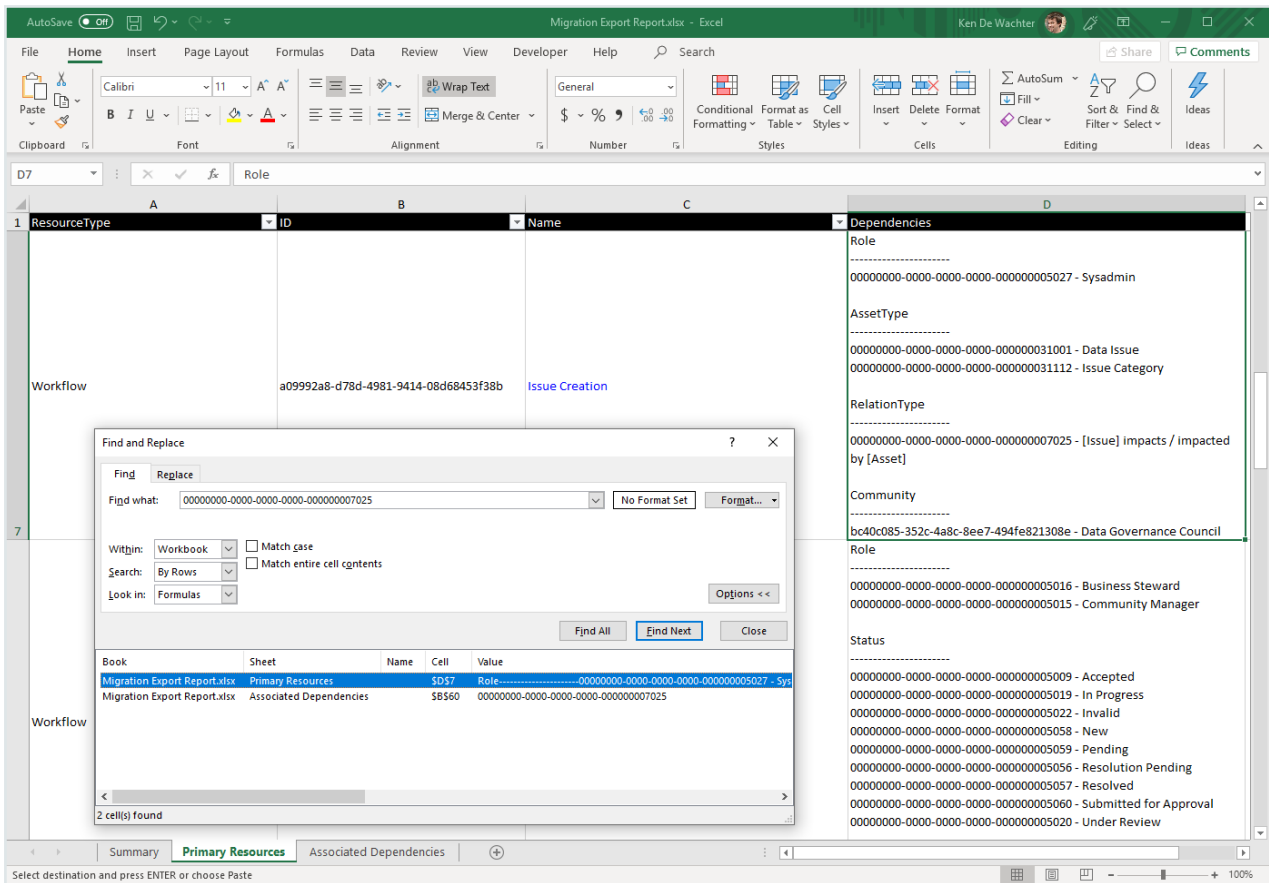 AutoSave Off Migration Export Report.xlsx - Excel Ken De Wachter
File Home Insert Page Layout Formulas Data Review View Developer Help Search Share Comments
Paste Calibri 11 A A Wrap Text General Conditional Formatting Format as Table Cell Styles Insert Delete Format AutoSum Fill Clear Sort & Filter Find & Select Ideas
B I U A Merge & Center $ % 9
Clipboard Font Alignment Number Styles Cells Editing Ideas
D7 fx Role
A B C D
1 ResourceType ID Name Dependencies
Role
----------------------
00000000-0000-0000-0000-000000005027 - Sysadmin
AssetType
----------------------
00000000-0000-0000-0000-000000031001 - Data Issue
00000000-0000-0000-0000-000000031112 - Issue Category
Workflow a09992a8-d78d-4981-9414-08d68453f38b Issue Creation
RelationType
----------------------
00000000-0000-0000-0000-000000007025 - [Issue] impacts / impacted
by [Asset]
Community
----------------------
7 bc40c085-352c-4a8c-8ee7-494fe821308e - Data Governance Council
Role
----------------------
00000000-0000-0000-0000-000000005016 - Business Steward
00000000-0000-0000-0000-000000005015 - Community Manager
Status
----------------------
00000000-0000-0000-0000-000000005009 - Accepted
00000000-0000-0000-0000-000000005019 - In Progress
00000000-0000-0000-0000-000000005022 - Invalid
Workflow
00000000-0000-0000-0000-000000005058 - New
00000000-0000-0000-0000-000000005059 - Pending
00000000-0000-0000-0000-000000005056 - Resolution Pending
00000000-0000-0000-0000-000000005057 - Resolved
00000000-0000-0000-0000-000000005060 - Submitted for Approval
00000000-0000-0000-0000-000000005020 - Under Review
Find and Replace ? X
Find Replace
Find what: 00000000-0000-0000-0000-000000007025 No Format Set Format...
Within: Workbook Match case
Search: By Rows Match entire cell contents
Look in: Formulas Options <<
Find All Find Next Close
Book Sheet Name Cell Value
Migration Export Report.xlsx Primary Resources $D$7 Role----------------------00000000-0000-0000-0000-000000005027 - Sys
Migration Export Report.xlsx Associated Dependencies $B$60 00000000-0000-0000-0000-000000007025
2 cell(s) found
Summary Primary Resources Associated Dependencies
Select destination and press ENTER or choose Paste 100%